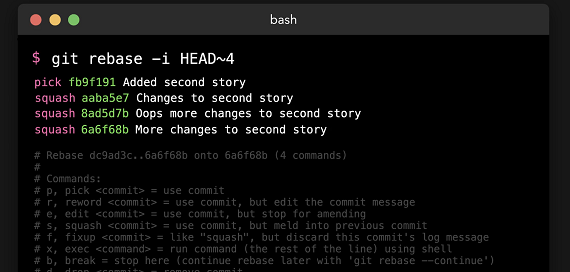 bash
$ git rebase -i HEAD~4
pick fb9f191 Added second story
squash aaba5e7 Changes to second story
squash 8ad5d7b Oops more changes to second story
squash 6a6f68b More changes to second story
# Rebase dc9ad3c..6a6f68b onto 6a6f68b (4 commands)
#
# Commands:
# p, pick <commit> = use commit
# r, reword <commit> = use commit, but edit the commit message
# e, edit <commit> = use commit, but stop for amending
# s, squash <commit> = use commit, but meld into previous commit
# f, fixup <commit> = like "squash", but discard this commit's log message
# x, exec <command> = run command (the rest of the line) using shell
# b, break = stop here (continue rebase later with 'git rebase --continue')
# d, drop <commit> = remove commit